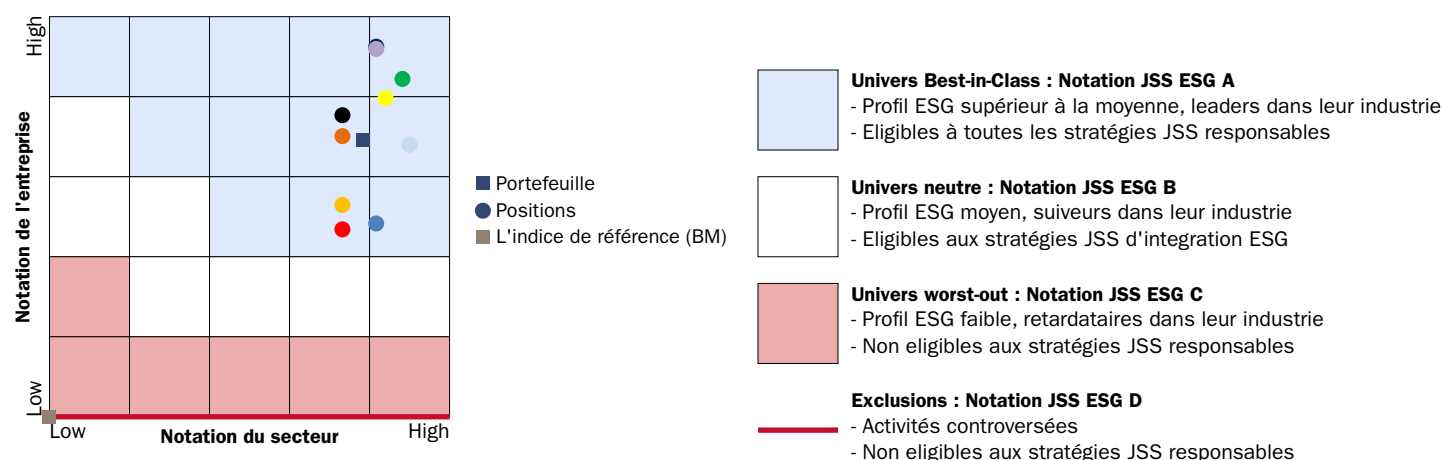 High
Notation de l'entreprise
Low
Low
Notation du secteur
High
Portefeuille
Positions
L'indice de référence (BM)
Univers Best-in-Class : Notation JSS ESG A
- Profil ESG supérieur à la moyenne, leaders dans leur industrie
- Eligibles à toutes les stratégies JSS responsables
Univers neutre : Notation JSS ESG B
- Profil ESG moyen, suiveurs dans leur industrie
- Eligibles aux stratégies JSS d'integration ESG
Univers worst-out : Notation JSS ESG C
- Profil ESG faible, retardataires dans leur industrie
- Non eligibles aux stratégies JSS responsables
Exclusions : Notation JSS ESG D
- Activités controversées
- Non eligibles aux stratégies JSS responsables